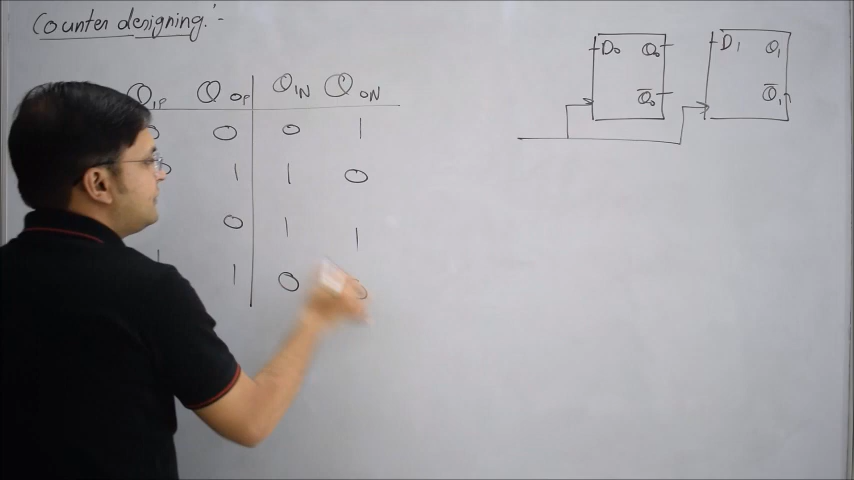 Counter designing:-
Q1P Q0P Q1N Q0N
0 0 1
1 1 0
0 1 1
1 1 0 0
D0 Q0 D1 Q1
Q̅0 Q̅1